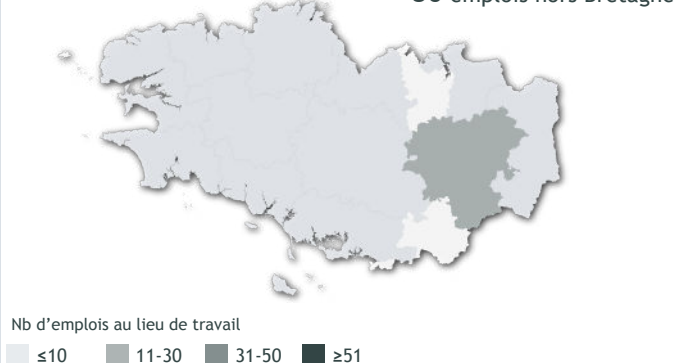 emplois hors Bretagne
Nb d'emplois au lieu de travail
≤10 11-30 31-50 ≥51